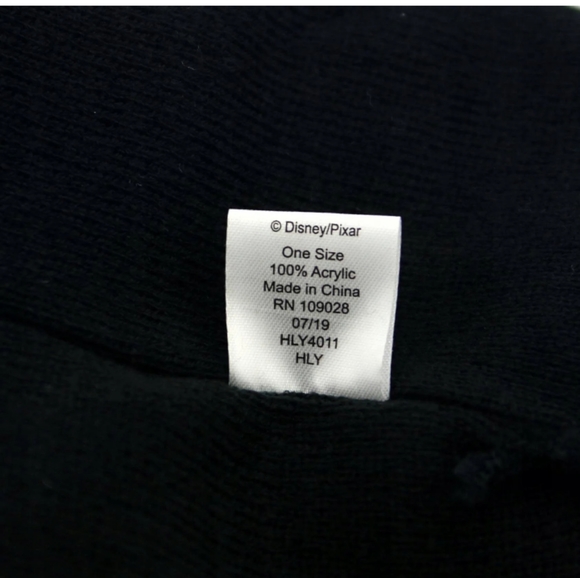 © Disney/Pixar
One Size
100% Acrylic
Made in China
RN 109028
07/19
HLY4011
HLY